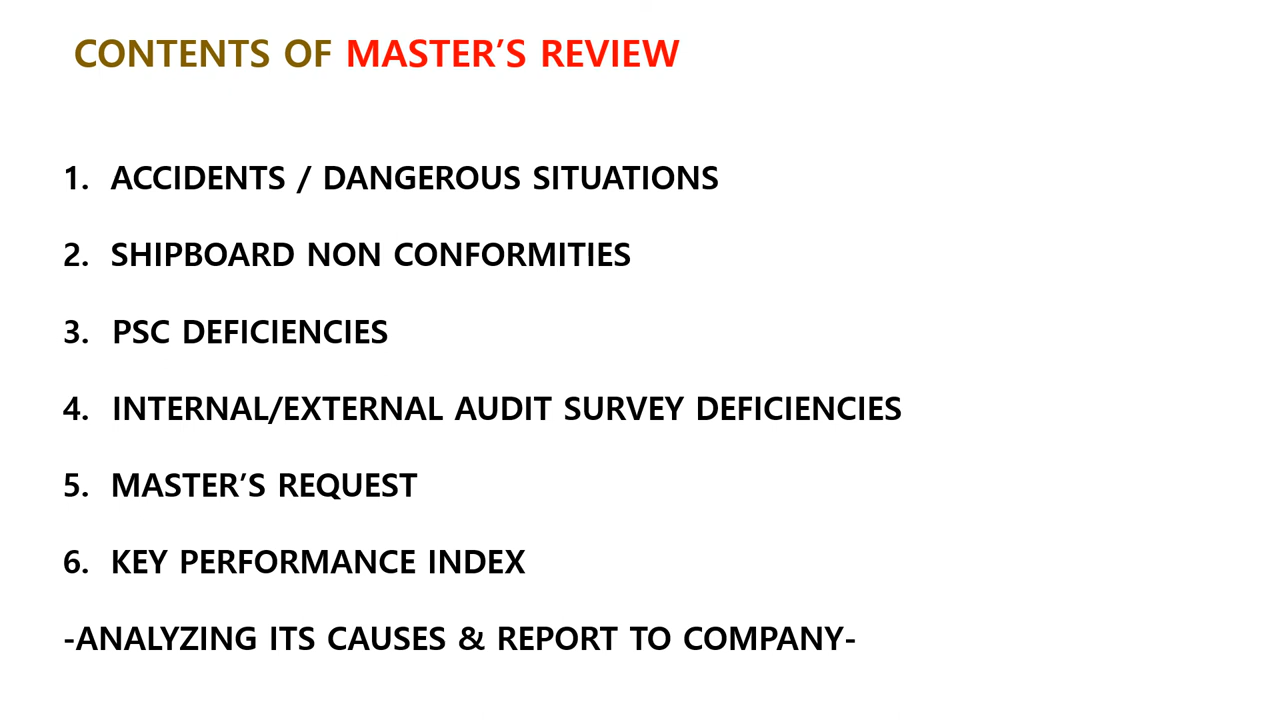 CONTENTS OF MASTER’S REVIEW
1. ACCIDENTS / DANGEROUS SITUATIONS
2. SHIPBOARD NON CONFORMITIES
3. PSC DEFICIENCIES
4. INTERNAL/EXTERNAL AUDIT SURVEY DEFICIENCIES
5. MASTER’S REQUEST
6. KEY PERFORMANCE INDEX
-ANALYZING ITS CAUSES & REPORT TO COMPANY-